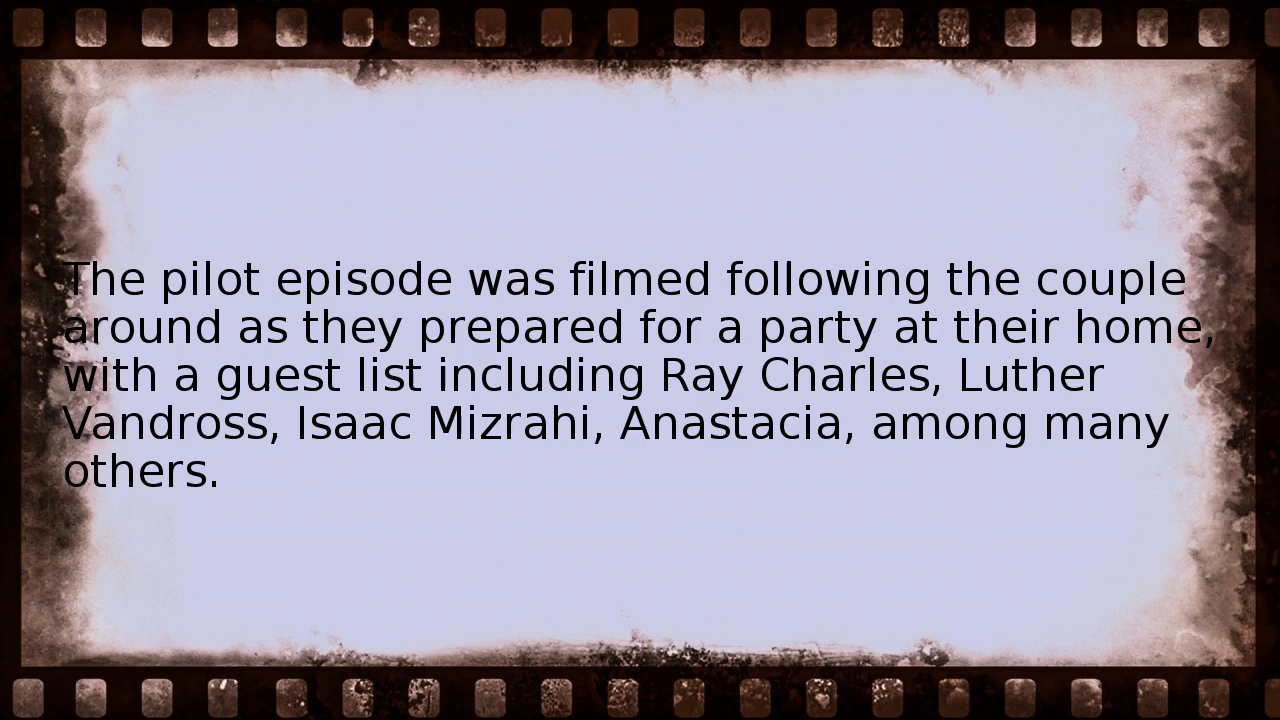 The pilot episode was filmed following the couple
around as they prepared for a party at their home,
with a guest list including Ray Charles, Luther
Vandross, Isaac Mizrahi, Anastacia, among many
others.